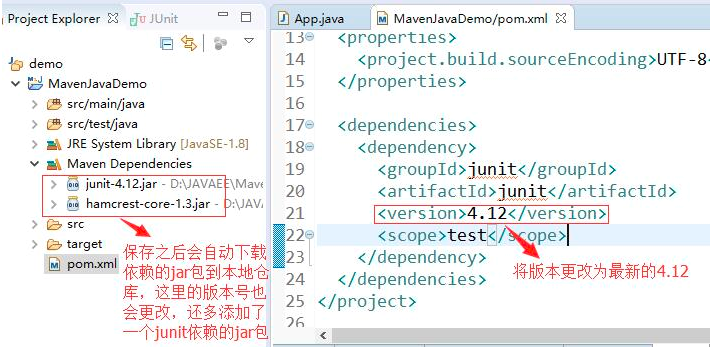 Project Explorer
JUnit
demo
MavenJavaDemo
src/main/java
src/test/java
JRE System Library [JavaSE-1.8]
Maven Dependencies
junit-4.12.jar - D:\JAVAEE\Mave
hamcrest-core-1.3.jar - D:\JAV
src
target
pom.xml
保存之后会自动下载
依赖的jar包到本地仓
库，这里的版本号也
会更改，还多添加了
一个junit依赖的jar包
App.java
MavenJavaDemo/pom.xml
13 <properties>
14 <project.build.sourceEncoding>UTF-8<
15 </properties>
16
17 <dependencies>
18 <dependency>
19 <groupId>junit</groupId>
20 <artifactId>junit</artifactId>
21 <version>4.12</version>
22 <scope>test</scope>
23 </dependency>
24 </dependencies>
25 </project>
26
将版本更改为最新的4.12